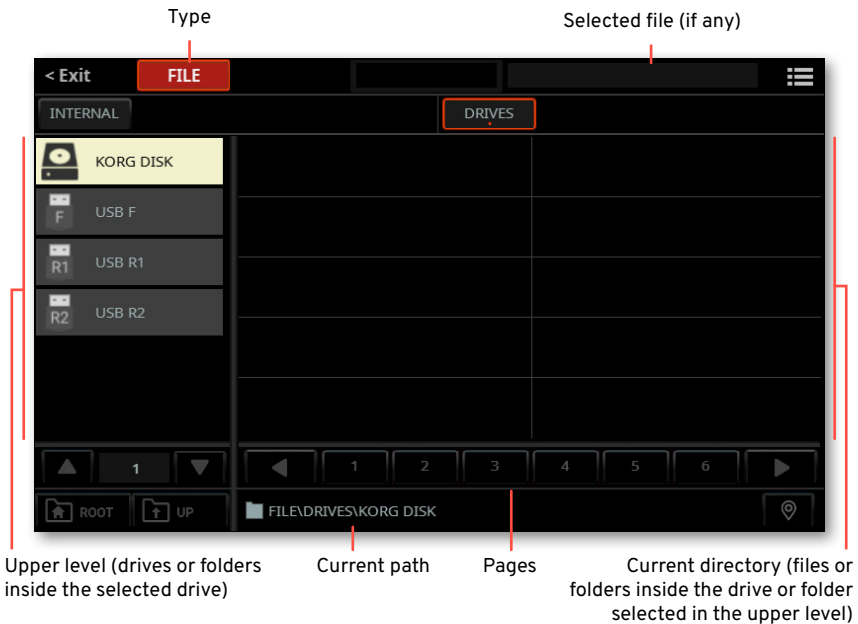 Type
Selected file (if any)
< Exit
FILE
INTERNAL
DRIVES
KORG DISK
F
USB F
R1
USB R1
R2
USB R2
1
1
2
3
4
5
6
ROOT
UP
FILE\DRIVES\KORG DISK
Upper level (drives or folders
inside the selected drive)
Current path
Pages
Current directory (files or
folders inside the drive or folder
selected in the upper level)